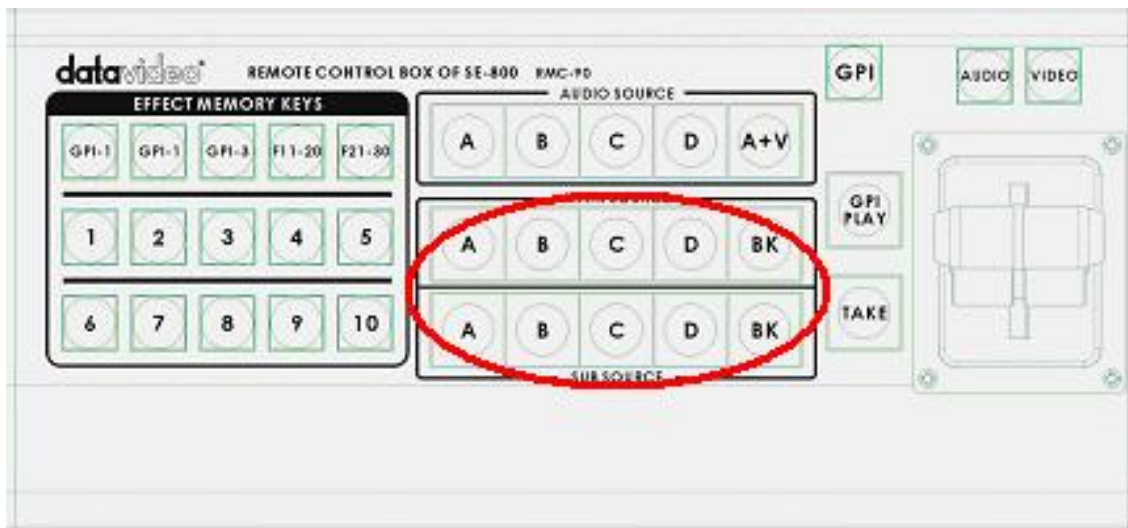 datavideo
REMOTE CONTROL BOX OF SE-800 RMC-90
EFFECT MEMORY KEYS
GPI-1 GPI-1 GPI-3 F11-20 F21-30
1 2 3 4 5
6 7 8 9 10
AUDIO SOURCE
A B C D A+V
A B C D BK
A B C D BK
SUB SOURCE
GPI
AUDIO VIDEO
GPI
PLAY
TAKE